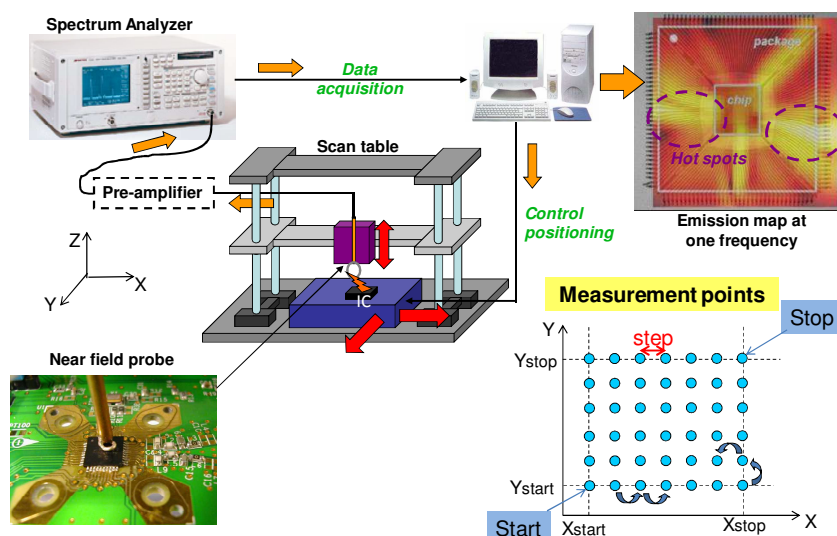 Spectrum Analyzer
Data
acquisition
package
chip
Hot spots
Emission map at
one frequency
Scan table
Pre-amplifier
Control
positioning
Z
X
Y
IC
Near field probe
L9
Measurement points
Stop
Y
step
Ystop
Ystart
Start
Xstart
Xstop
X